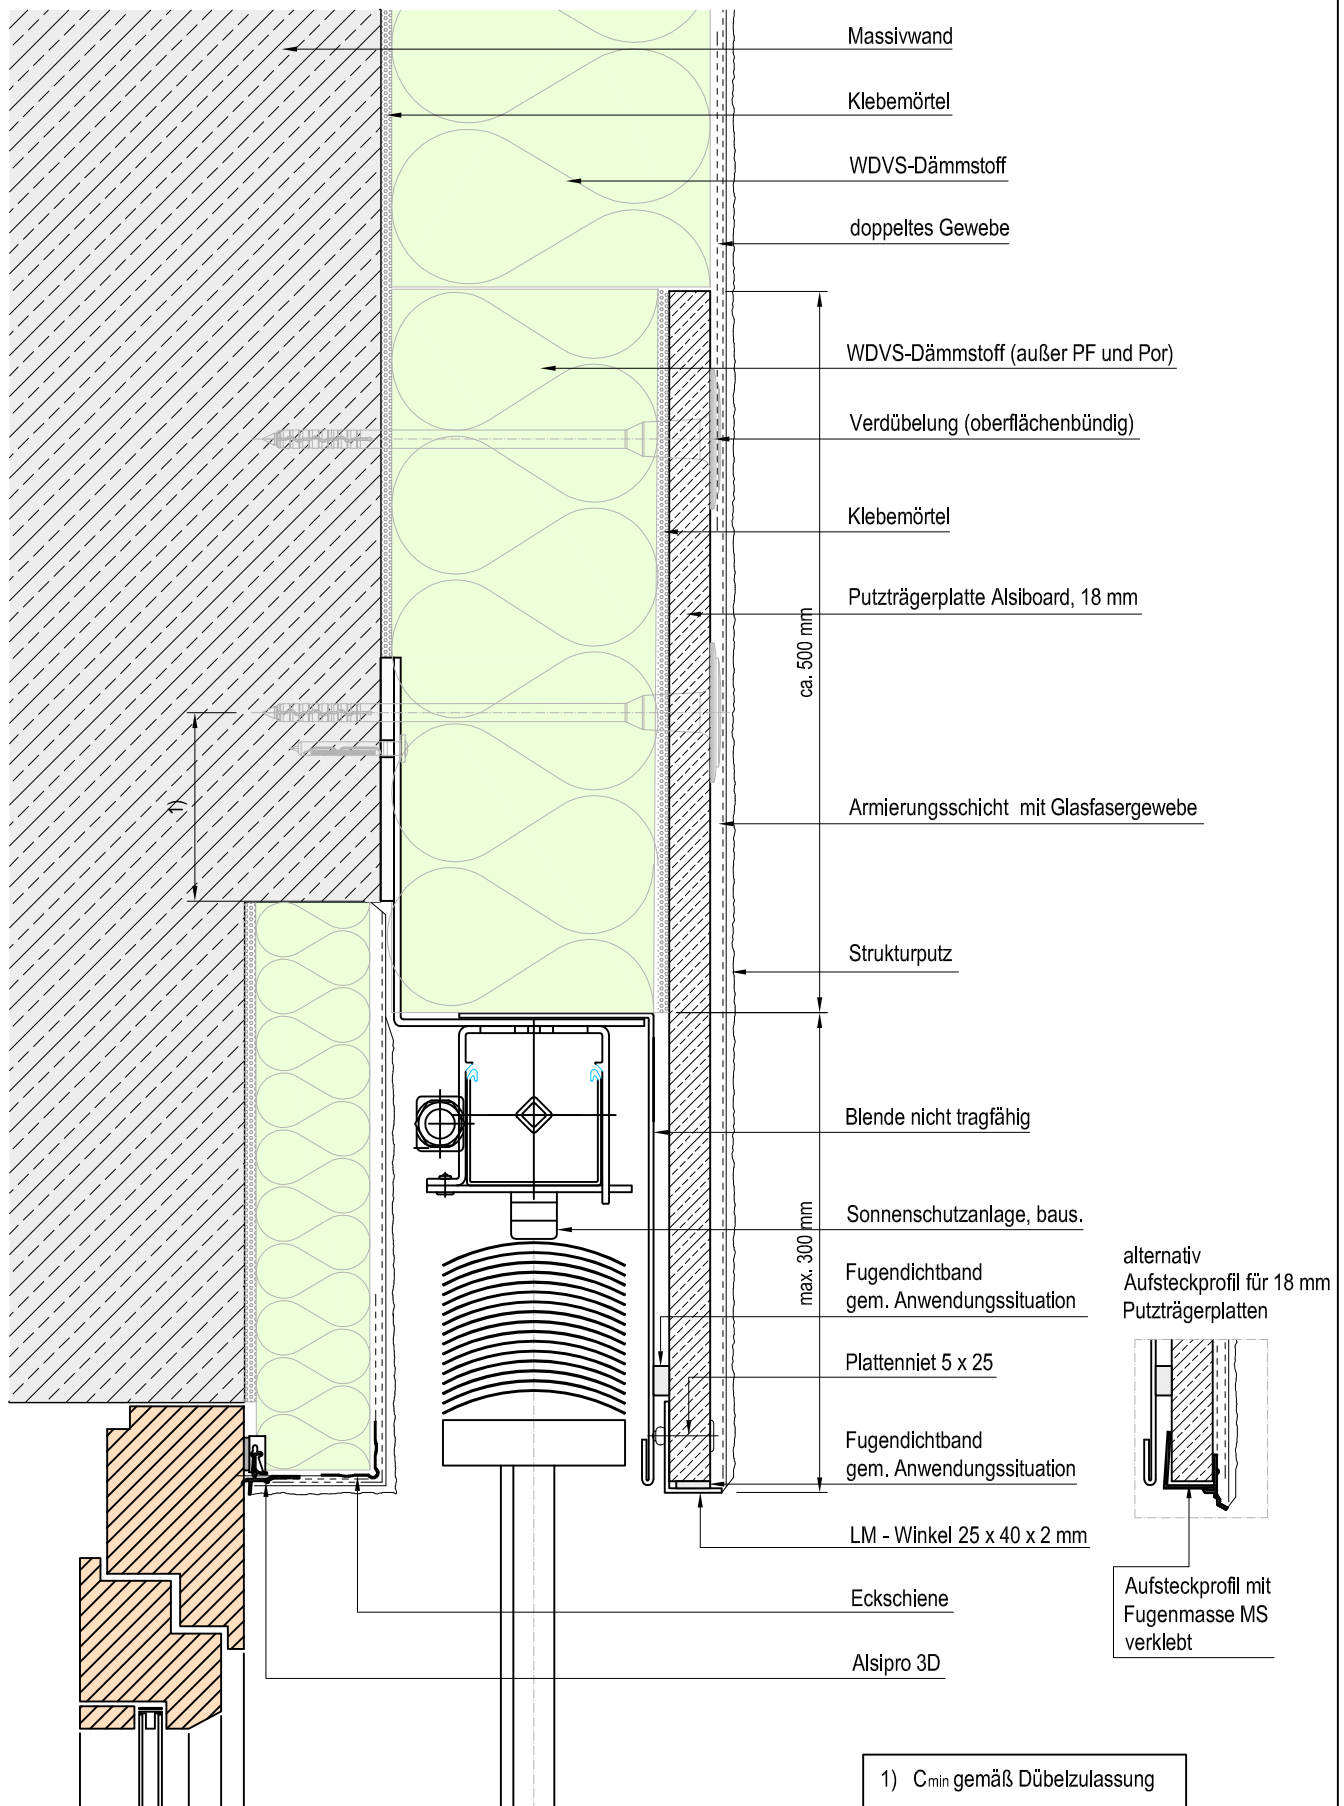 Massivwand
Klebemörtel
WDVS-Dämmstoff
doppeltes Gewebe
WDVS-Dämmstoff (außer PF und Por)
Verdübelung (oberflächenbündig)
Klebemörtel
Putzträgerplatte Alsiboard, 18 mm
ca. 500 mm
1)
Armierungsschicht mit Glasfasergewebe
Strukturputz
Blende nicht tragfähig
max. 300 mm
Sonnenschutzanlage, baus.
Fugendichtband
gem. Anwendungssituation
Plattenniet 5 x 25
Fugendichtband
gem. Anwendungssituation
LM - Winkel 25 x 40 x 2 mm
Eckschiene
Alsipro 3D
alternativ
Aufsteckprofil für 18 mm
Putzträgerplatten
Aufsteckprofil mit
Fugenmasse MS
verklebt
1) Cmin gemäß Dübelzulassung